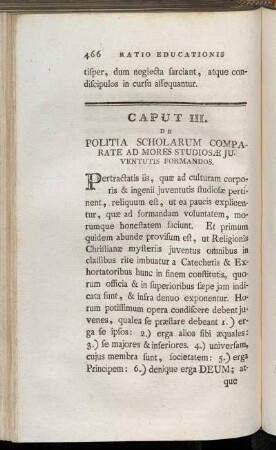 466 RATIO EDUCATIONIS
tisper, dum neglecta sarciant, atque con-
discipulos in cursu assequantur.
CAPUT III.
DE
POLITIA SCHOLARUM COMPA-
RATE AD MORES STUDIOSÆ JU-
VENTUTIS FORMANDOS.
Pertractatis iis, quæ ad culturam corpo-
ris & ingenii juventutis studiosæ perti-
nent, reliquum est, ut ea paucis explicen-
tur, quæ ad formandam voluntatem, mo-
rumque honestatem faciunt. Et primum
quidem abunde provisum est, ut Religionis
Christianæ mysteriis juventus omnibus in
classibus rite imbuatur a Catechetis & Ex-
hortatoribus hunc in finem constitutis, quo-
rum officia & in superioribus sæpe jam indi-
cata sunt, & infra denuo exponentur. Ho-
rum potissimum opera condiscere debent ju-
venes, quales se præstare debeant 1.) er-
ga se ipsos: 2.) erga alios sibi æquales:
3.) se majores & inferiores. 4.) universam,
cujus membra sunt, societatem: 5.) erga
Principem: 6.) denique erga DEUM; at-
que